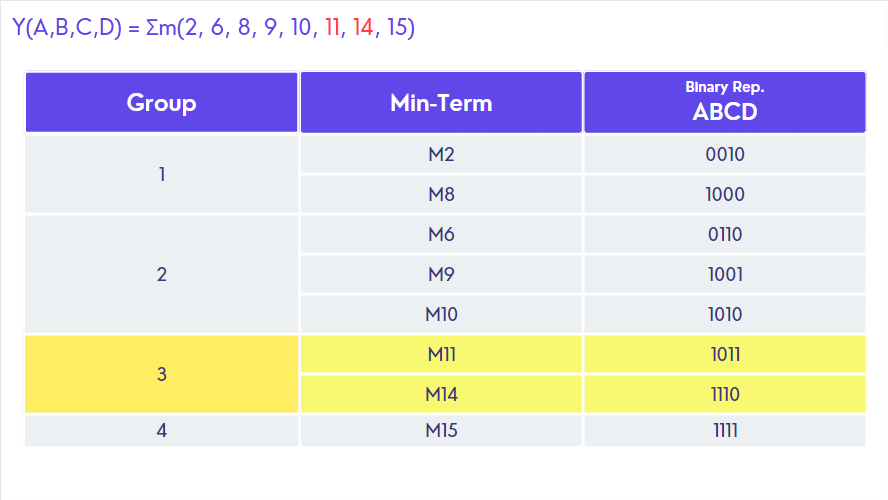 Y(A,B,C,D) = Σm(2, 6, 8, 9, 10, 11, 14, 15)
Group Min-Term Binary Rep. ABCD
1
M2 0010
M8 1000
2
M6 0110
M9 1001
M10 1010
3
M11 1011
M14 1110
4 M15 1111